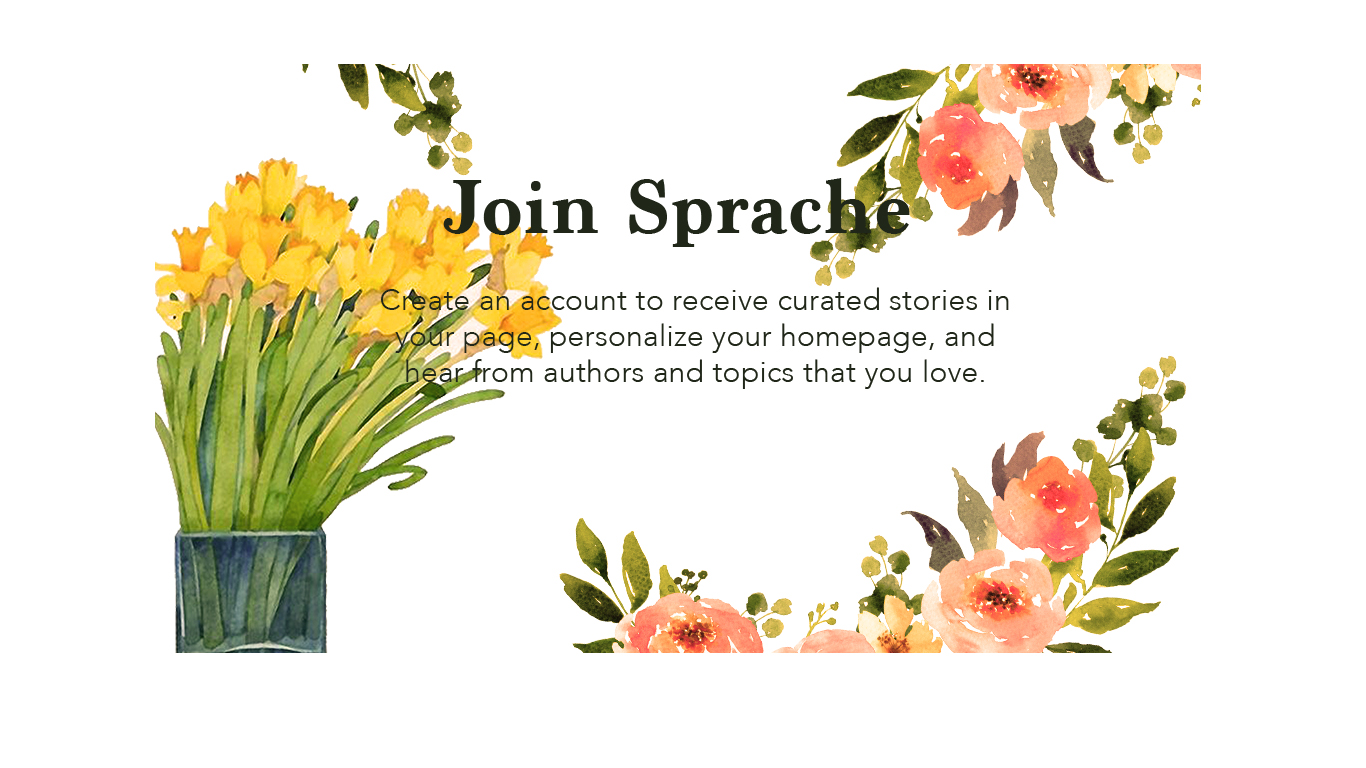 Join Sprache
Create an account to receive curated stories in
your page, personalize your homepage, and
hear from authors and topics that you love.